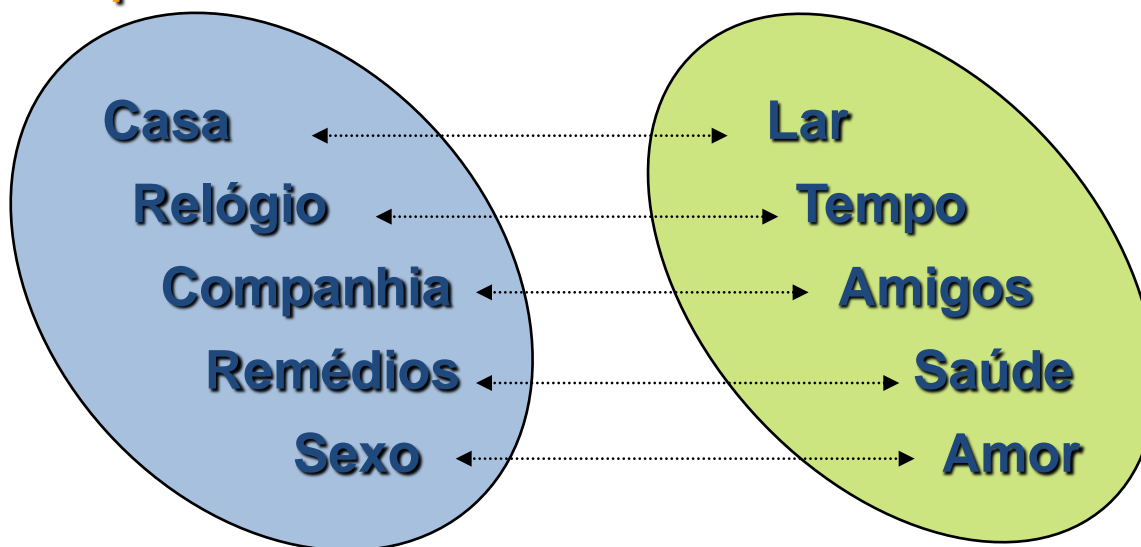 Casa Lar
Relógio Tempo
Companhia Amigos
Remédios Saúde
Sexo Amor